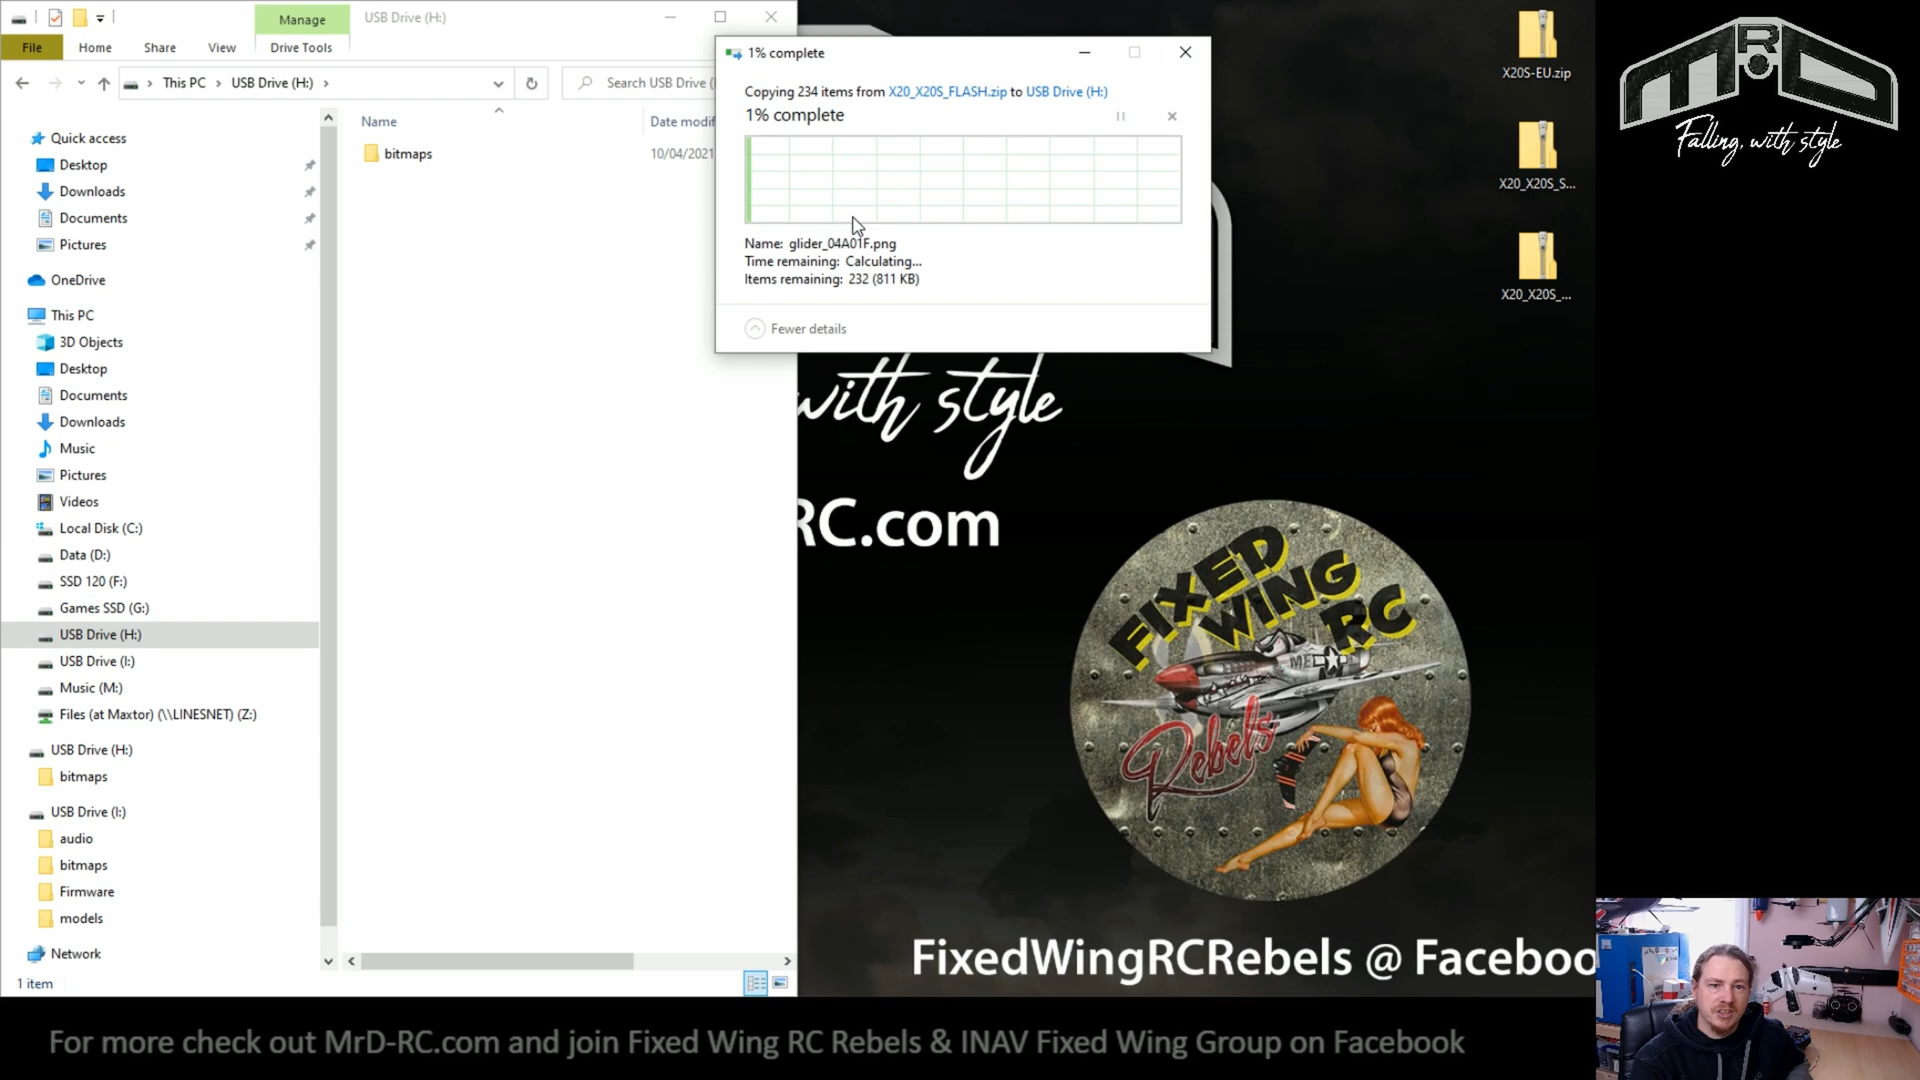 Manage
USB Drive (H:)
File
Home
Share
View
Drive Tools
This PC
USB Drive (H:)
Search USB Drive (
Name
Date modif
bitmaps
10/04/2021
Quick access
Desktop
Downloads
Documents
Pictures
OneDrive
This PC
3D Objects
Desktop
Documents
Downloads
Music
Pictures
Videos
Local Disk (C:)
Data (D:)
SSD 120 (F:)
Games SSD (G:)
USB Drive (H:)
USB Drive (I:)
Music (M:)
Files (at Maxtor) (\\LINESNET) (Z:)
USB Drive (H:)
bitmaps
USB Drive (I:)
audio
bitmaps
Firmware
models
Network
1 item
1% complete
Copying 234 items from X20_X20S_FLASH.zip to USB Drive (H:)
1% complete
Name: glider_04A01F.png
Time remaining: Calculating...
Items remaining: 232 (811 KB)
Fewer details
with style
RC.com
FIXED
WING
RC
ME
Rebels
FixedWingRCRebels @ Faceboo
X20S-EU.zip
X20_X20S_S...
X20_X20S_...
MRD
Falling, with style
For more check out MrD-RC.com and join Fixed Wing RC Rebels & INAV Fixed Wing Group on Facebook